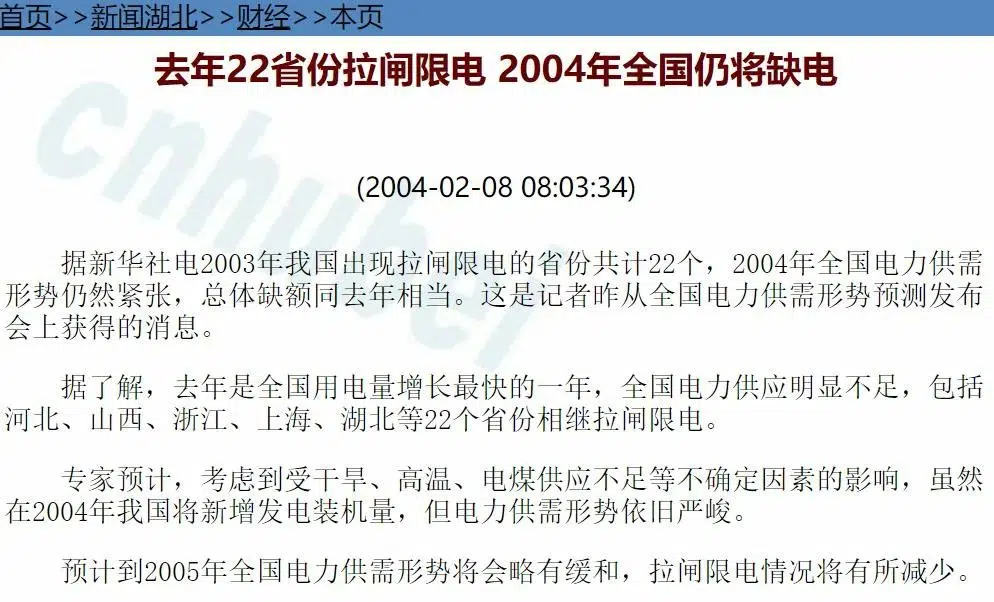 首页>>新闻湖北>>财经>>本页
去年22省份拉闸限电 2004年全国仍将缺电
cnhubei
(2004-02-08 08:03:34)
据新华社电2003年我国出现拉闸限电的省份共计22个，2004年全国电力供需
形势仍然紧张，总体缺额同去年相当。这是记者昨从全国电力供需形势预测发布
会上获得的消息。
据了解，去年是全国用电量增长最快的一年，全国电力供应明显不足，包括
河北、山西、浙江、上海、湖北等22个省份相继拉闸限电。
专家预计，考虑到受干旱、高温、电煤供应不足等不确定因素的影响，虽然
在2004年我国将新增发电装机量，但电力供需形势依旧严峻。
预计到2005年全国电力供需形势将会略有缓和，拉闸限电情况将有所减少。